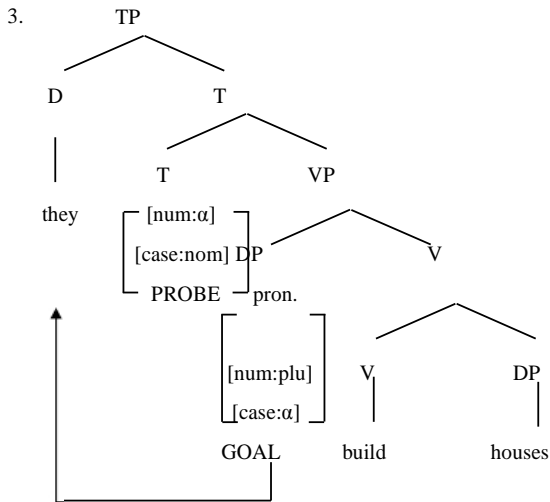 3. TP
D T
T VP
they [num:α]
[case:nom] DP V
PROBE pron.
[num:plu] V DP
[case:α]
GOAL build houses